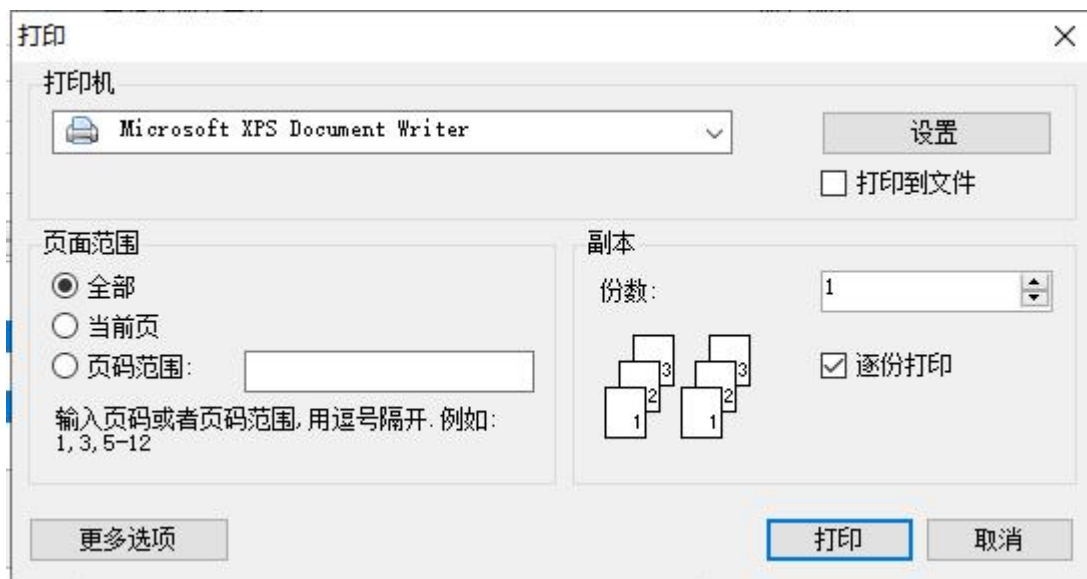 打印
打印机
Microsoft XPS Document Writer
设置
打印到文件
页面范围
副本
全部
份数:
1
当前页
页码范围:
逐份打印
3 3
2 2
1 1
输入页码或者页码范围,用逗号隔开.例如:
1,3,5-12
更多选项
打印
取消